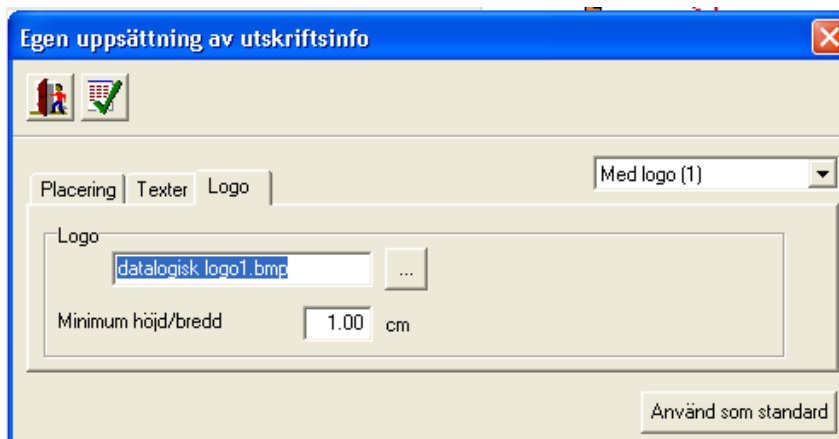 Egen uppsättning av utskriftsinfo
Med logo (1)
Placering Texter Logo
Logo
datalogisk logo1.bmp ...
Minimum höjd/bredd 1.00 cm
Använd som standard